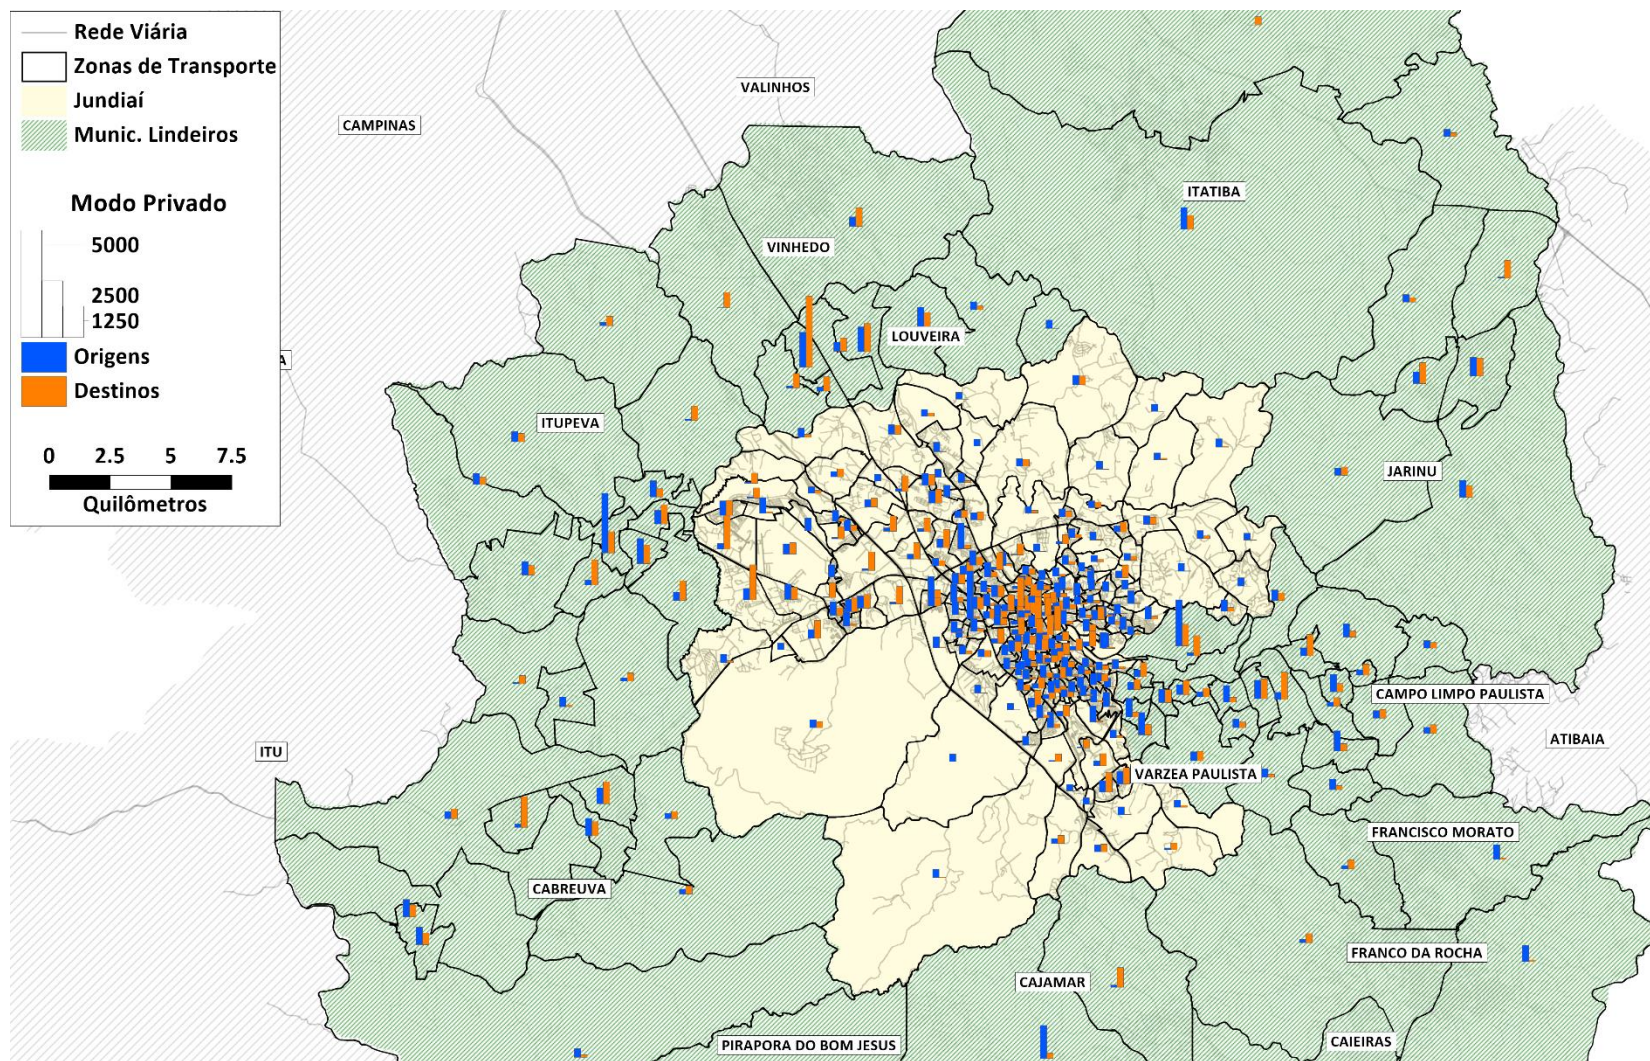 Rede Viária
Zonas de Transporte
Jundiaí
Munic. Lindeiros
Modo Privado
5000
2500
1250
Origens
Destinos
0 2.5 5 7.5
Quilômetros
VALINHOS
CAMPINAS
ITATIBA
VINHEDO
LOUVEIRA
A
ITUPEVA
JARINU
CAMPO LIMPO PAULISTA
ATIBAIA
ITU
VARZEA PAULISTA
FRANCISCO MORATO
CABREUVA
FRANCO DA ROCHA
CAJAMAR
CAIEIRAS
PIRAPORA DO BOM JESUS